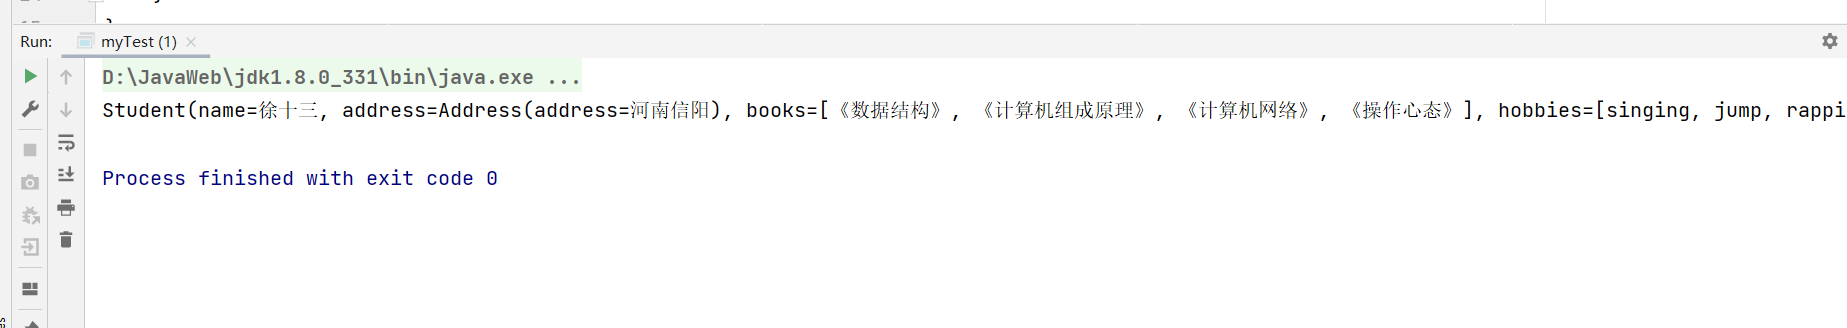 Run: myTest (1)
D:\JavaWeb\jdk1.8.0_331\bin\java.exe ...
Student(name=徐十三, address=Address(address=河南信阳), books=[《数据结构》, 《计算机组成原理》, 《计算机网络》, 《操作心态》], hobbies=[singing, jump, rappi
Process finished with exit code 0